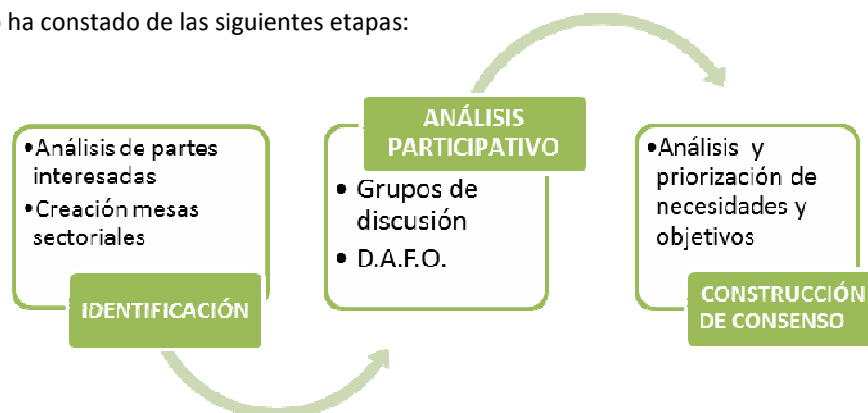 ha constado de las siguientes etapas:
•Análisis de partes
interesadas
•Creación mesas
sectoriales
IDENTIFICACIÓN
ANÁLISIS
PARTICIPATIVO
• Grupos de
discusión
• D.A.F.O.
•Análisis y
priorización de
necesidades y
objetivos
CONSTRUCCIÓN
DE CONSENSO